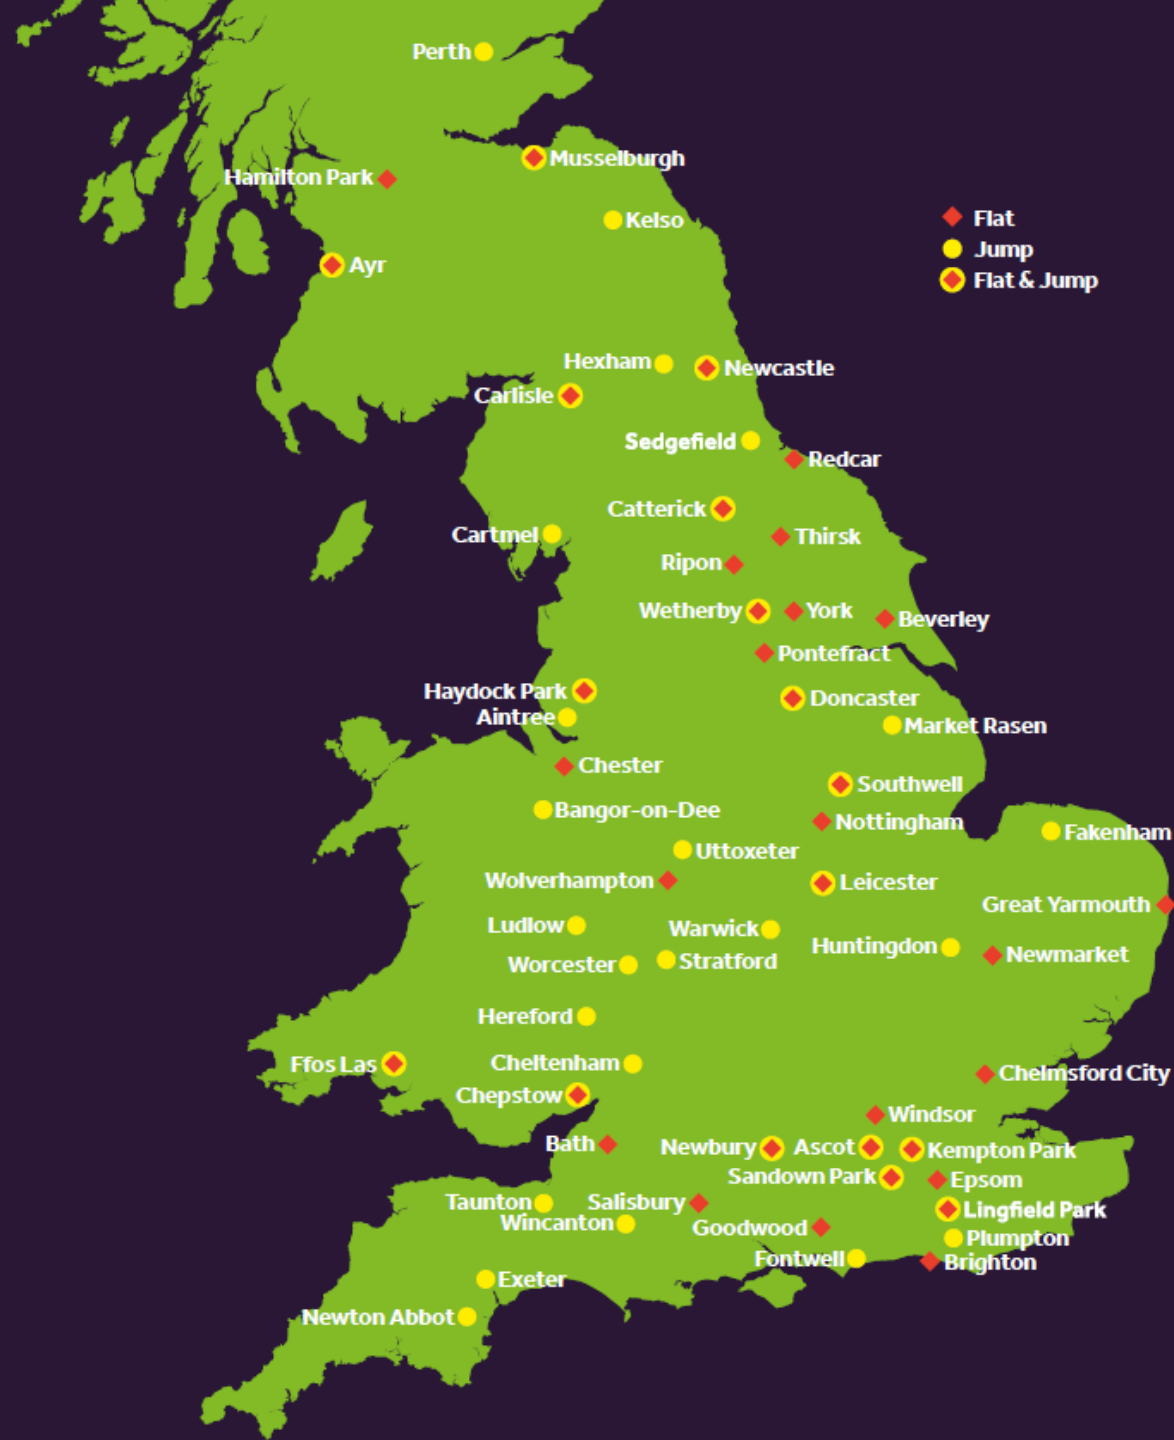 Perth
Musselburgh
Hamilton Park
Kelso
Flat
Jump
Ayr
Flat & Jump
Hexham
Newcastle
Carlisle
Sedgefield
Redcar
Catterick
Cartmel
Thirsk
Ripon
Wetherby
York
Beverley
Pontefract
Haydock Park
Doncaster
Aintree
Market Rasen
Chester
Southwell
Bangor-on-Dee
Nottingham
Fakenham
Uttoxeter
Wolverhampton
Leicester
Great Yarmouth
Ludlow
Warwick
Huntingdon
Newmarket
Worcester
Stratford
Hereford
Ffos Las
Cheltenham
Chelmsford City
Chepstow
Windsor
Bath
Newbury
Ascot
Kempton Park
Sandown Park
Epsom
Taunton
Salisbury
Lingfield Park
Wincanton
Goodwood
Plumpton
Fontwell
Brighton
Exeter
Newton Abbot